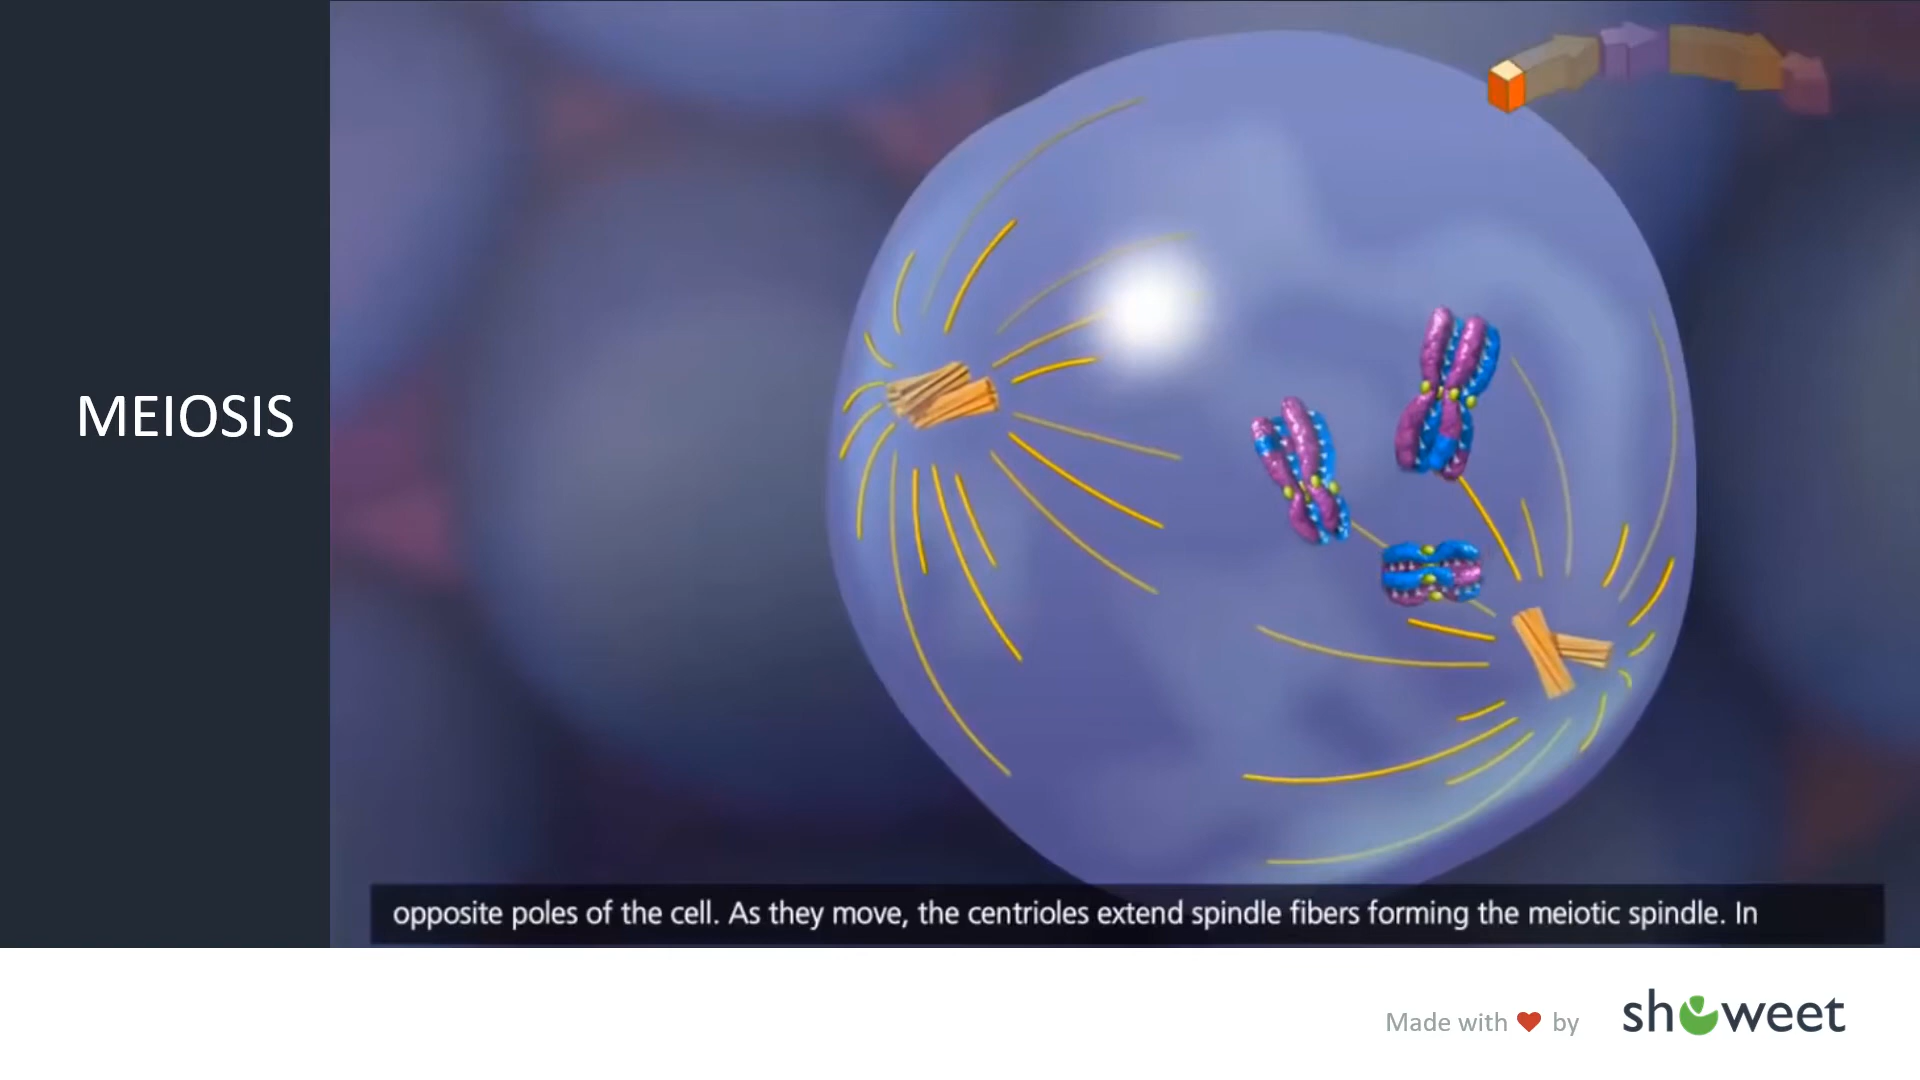 MEIOSIS
opposite poles of the cell. As they move, the centrioles extend spindle fibers forming the meiotic spindle. In
Made with ❤ by showeet